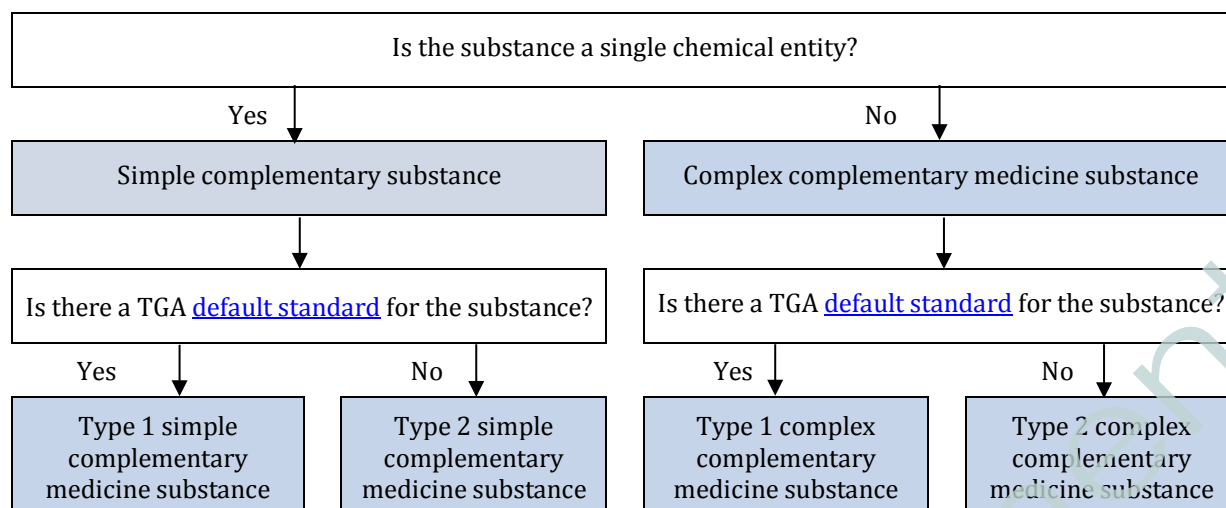 Is the substance a single chemical entity?
Yes
No
Simple complementary substance
Complex complementary medicine substance
Is there a TGA default standard for the substance?
Is there a TGA default standard for the substance?
Yes
No
Yes
No
Type 1 simple
complementary
medicine substance
Type 2 simple
complementary
medicine substance
Type 1 complex
complementary
medicine substance
Type 2 complex
complementary
medicine substance